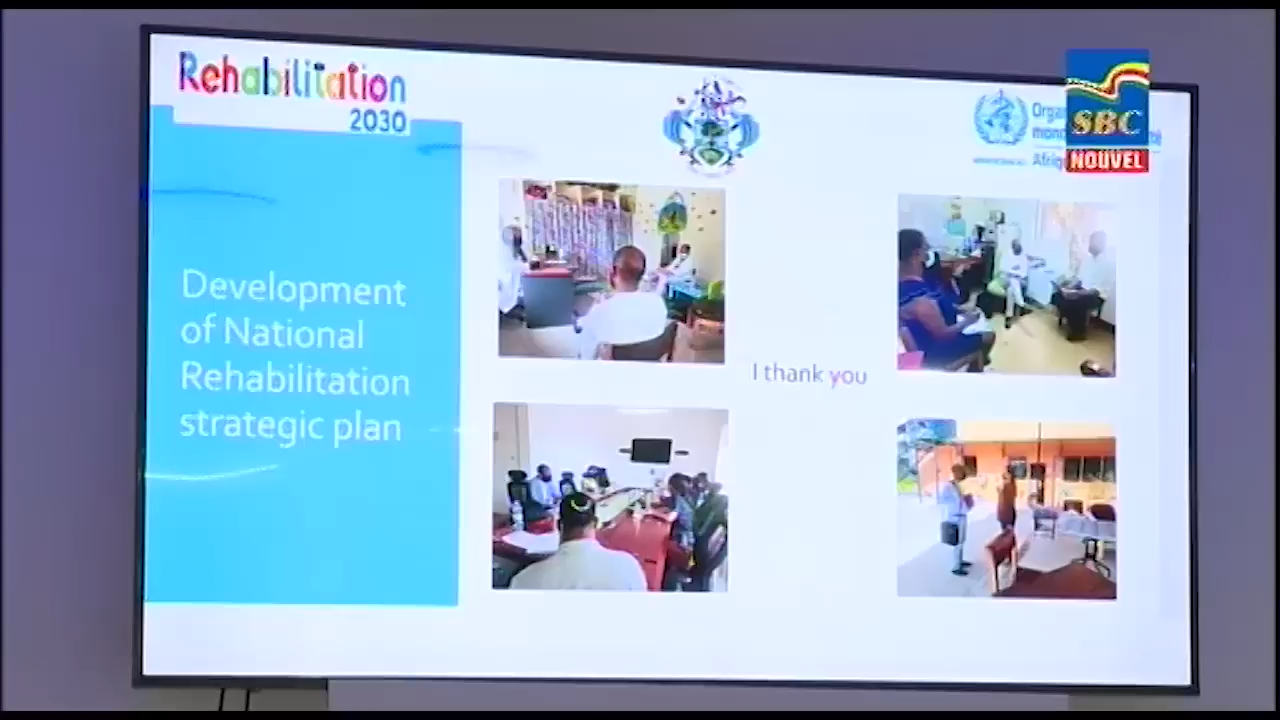 Rehabilitation
2030
SBC
NOUVEL
Development
of National
Rehabilitation
strategic plan
I thank you